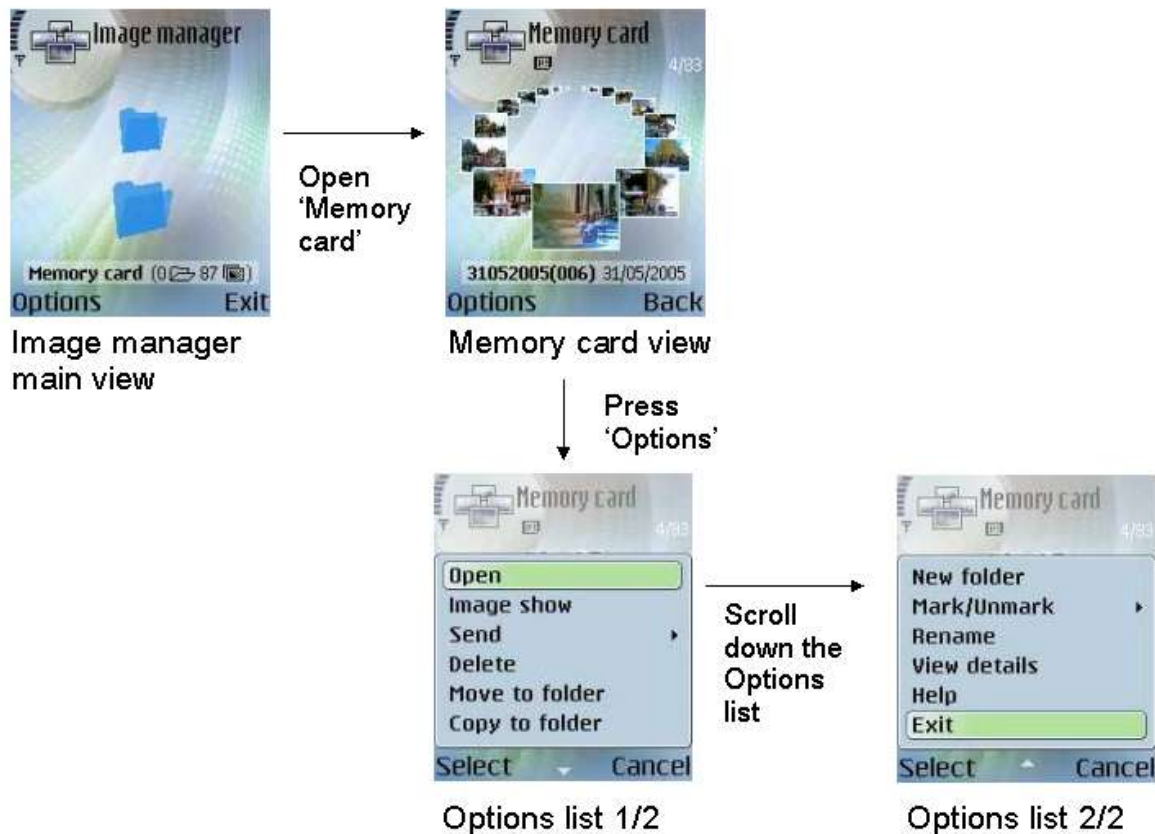 Image manager
Memory card (0 87 )
Options Exit
Image manager
main view
Open
‘Memory
card’
Memory card
4/83
31052005(006) 31/05/2005
Options Back
Memory card view
Press
‘Options’
Memory card
4/83
Open
Image show
Send
Delete
Move to folder
Copy to folder
Select Cancel
Options list 1/2
Scroll
down the
Options
list
Memory card
4/83
New folder
Mark/Unmark
Rename
View details
Help
Exit
Select Cancel
Options list 2/2